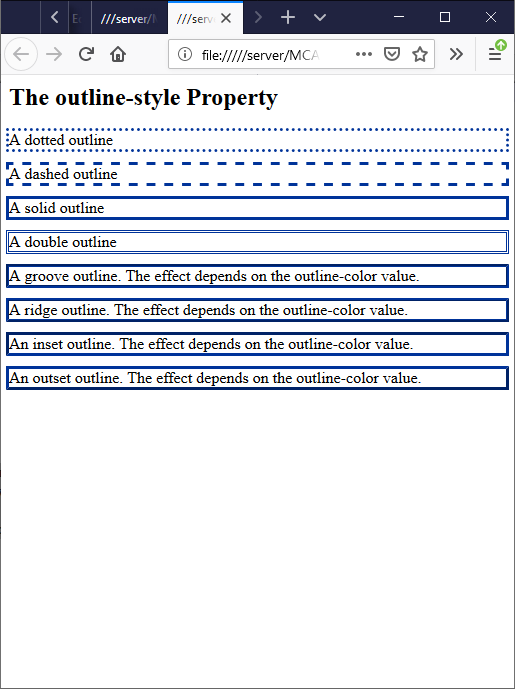 ///server/M
///serv
file://///server/MCA
The outline-style Property
A dotted outline
A dashed outline
A solid outline
A double outline
A groove outline. The effect depends on the outline-color value.
A ridge outline. The effect depends on the outline-color value.
An inset outline. The effect depends on the outline-color value.
An outset outline. The effect depends on the outline-color value.